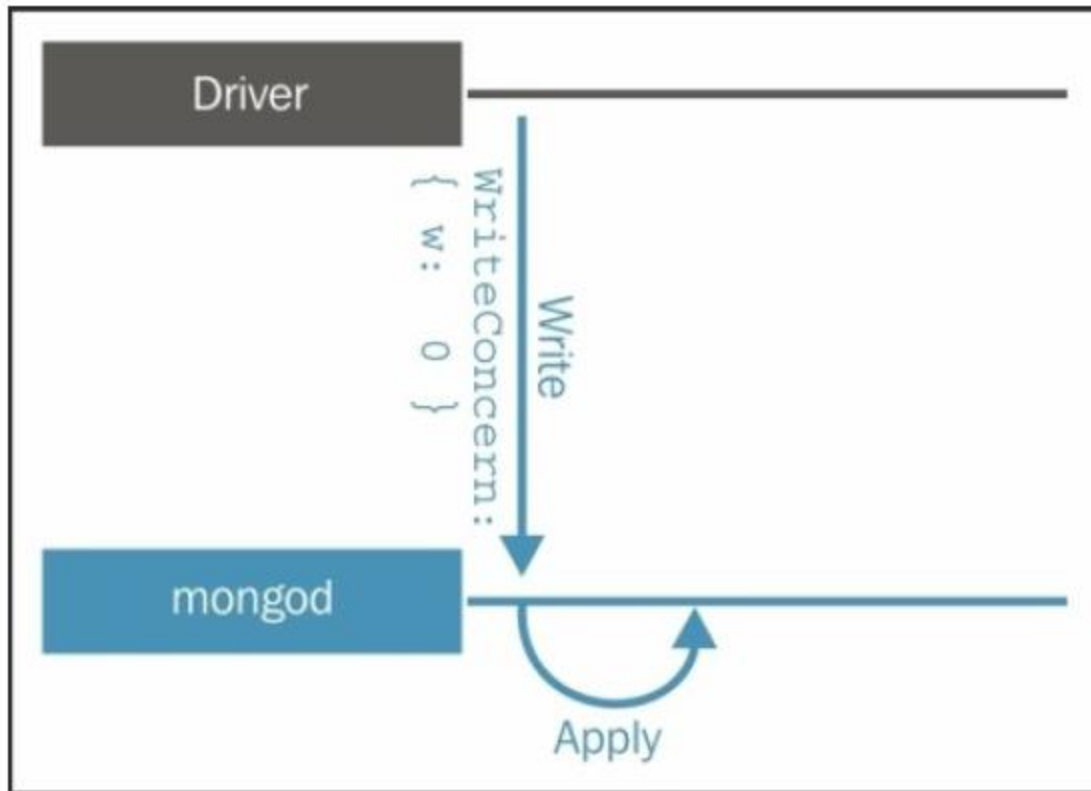 Driver
WriteConcern:
{ w: 0 }
Write
mongod
Apply